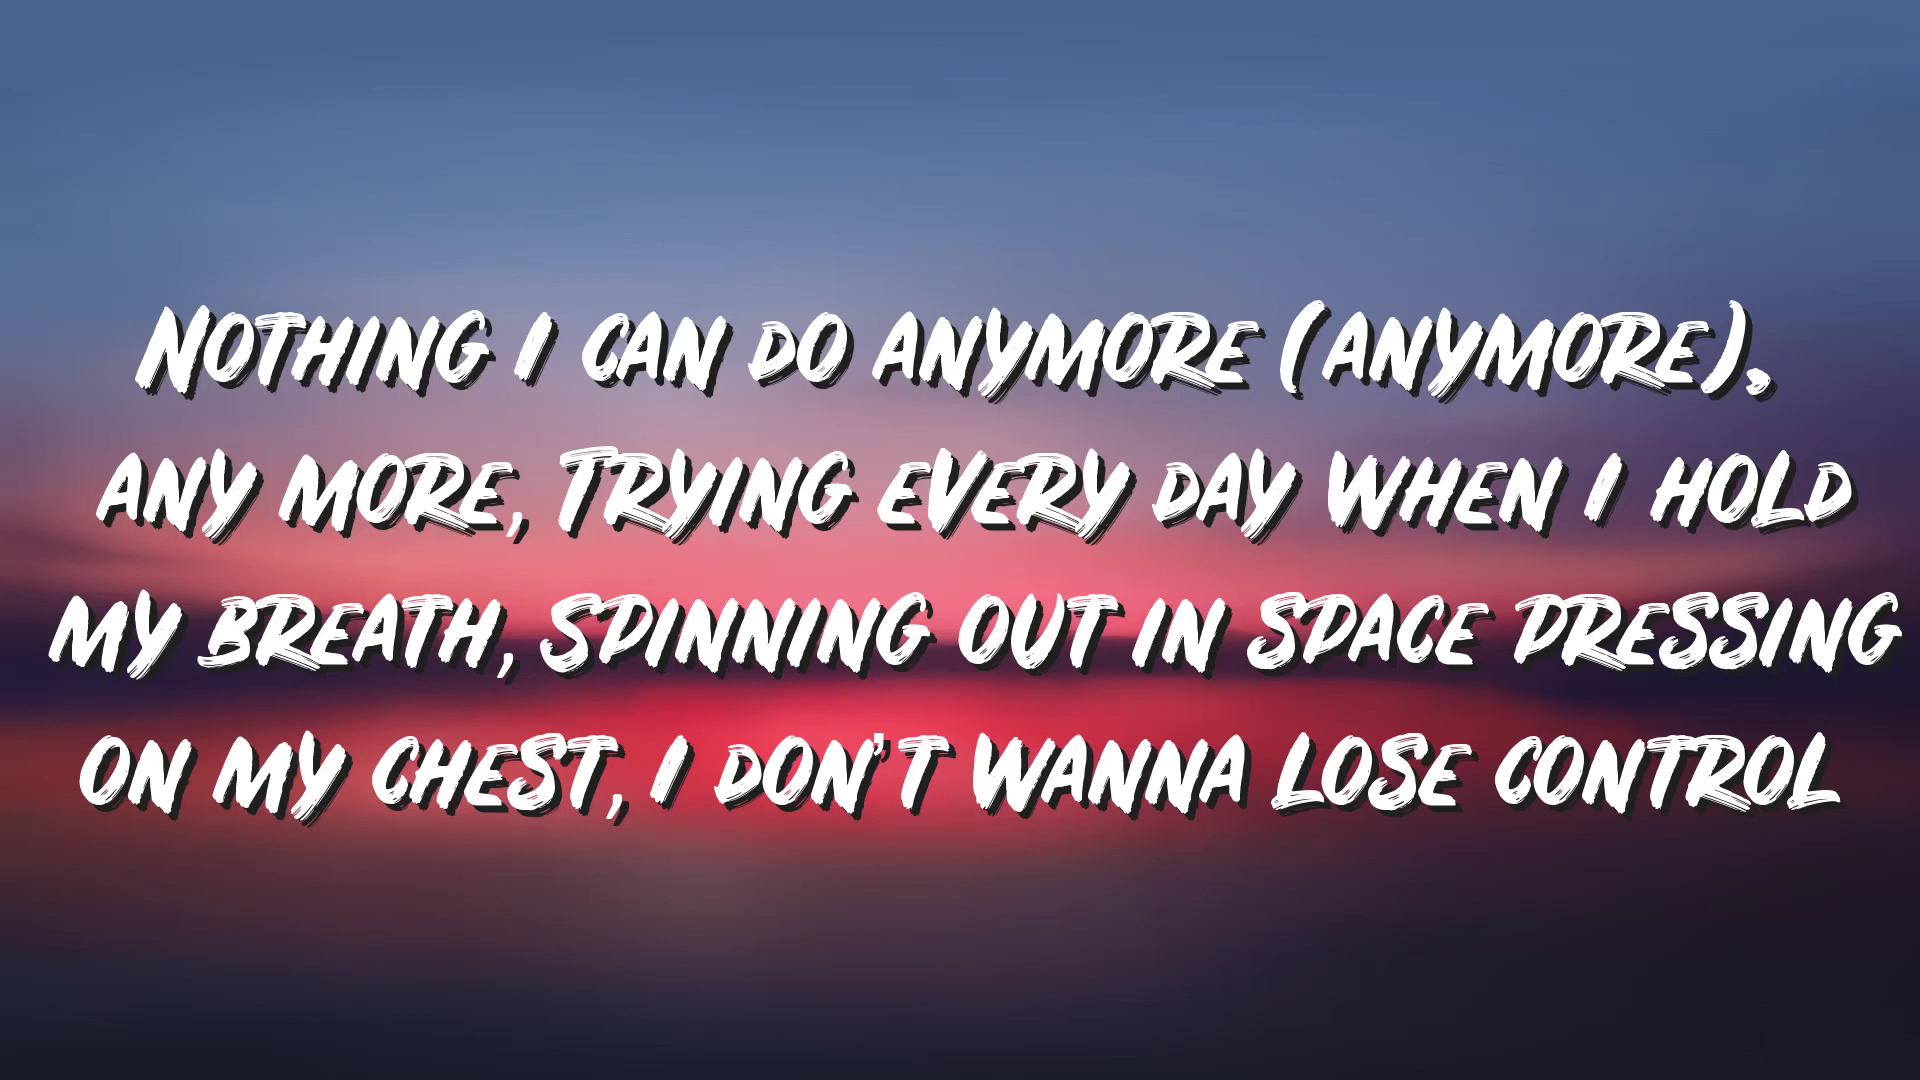 Nothing I can do anymore (anymore),
any more, Trying every day when I hold
my breath, Spinning out in space pressing
on my chest, I don't wanna lose control